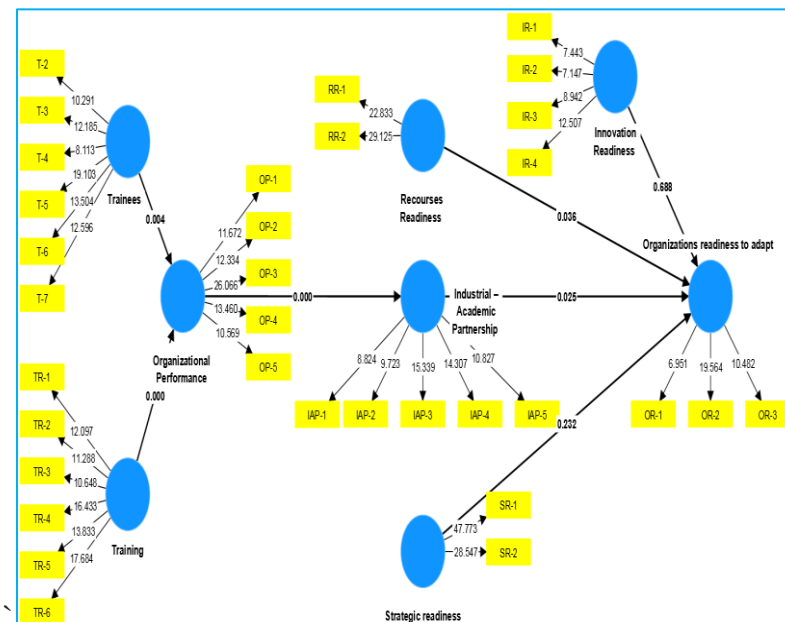 T-2
T-3
T-4
T-5
T-6
T-7
10.291
12.185
8.113
19.103
13.504
12.596
Trainees
0.004
TR-1
TR-2
TR-3
TR-4
TR-5
TR-6
12.097
11.288
10.648
16.433
13.833
17.684
Training
0.000
Organizational
Performance
OP-1
OP-2
OP-3
OP-4
OP-5
11.672
12.334
26.066
13.460
10.569
0.000
RR-1
RR-2
22.833
29.125
Recourses
Readiness
0.036
Industrial –
Academic
Partnership
8.824
9.723
15.339
14.307
10.827
IAP-1
IAP-2
IAP-3
IAP-4
IAP-5
0.025
IR-1
IR-2
IR-3
IR-4
7.443
7.147
8.942
12.507
Innovation
Readiness
0.688
Organizations readiness to adapt
6.951
19.564
10.482
OR-1
OR-2
OR-3
0.232
SR-1
SR-2
47.773
28.547
Strategic readiness
`